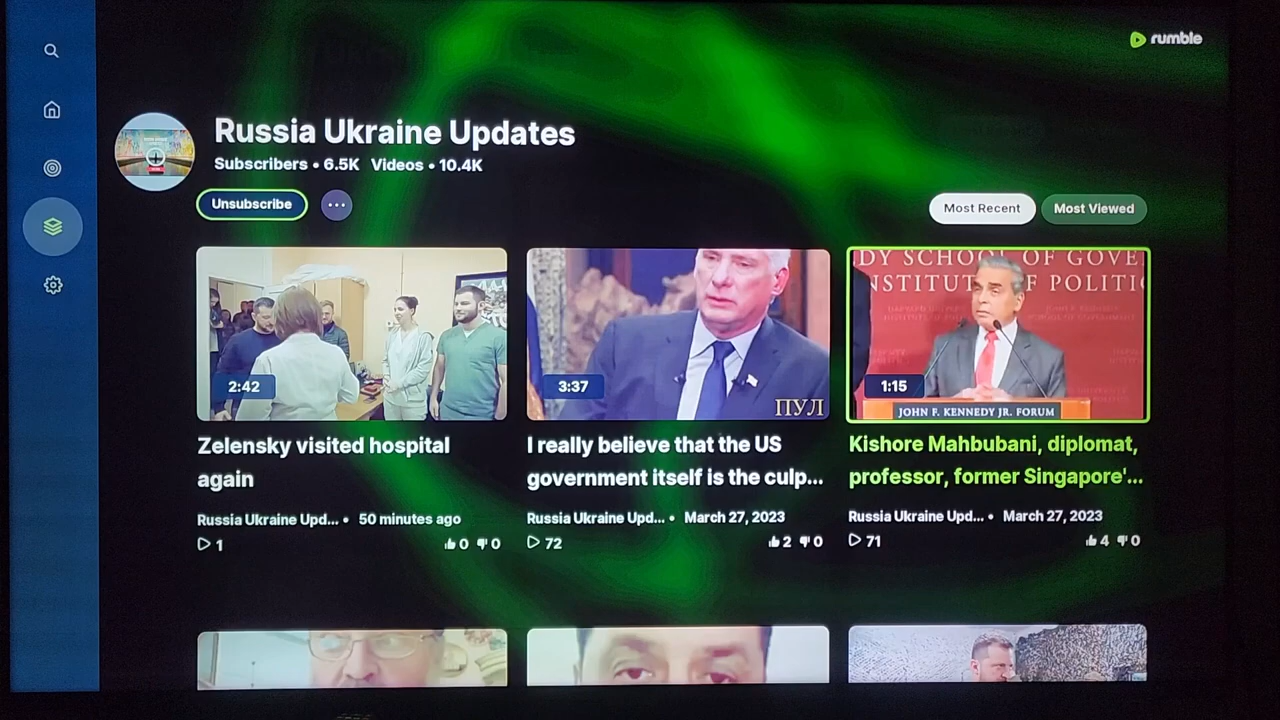 rumble
Russia Ukraine Updates
Subscribers • 6.5K Videos • 10.4K
Unsubscribe
Most Recent
Most Viewed
2:42
3:37
ПУЛ
DY SCHOOL OF GOVE
NSTITUT F POLITI
1:15
JOHN F. KENNEDY JR. FORUM
Zelensky visited hospital
again
Russia Ukraine Upd... • 50 minutes ago
1
0 0
I really believe that the US
government itself is the culp...
Russia Ukraine Upd... • March 27, 2023
72
2 0
Kishore Mahbubani, diplomat,
professor, former Singapore'...
Russia Ukraine Upd... • March 27, 2023
71
4 0